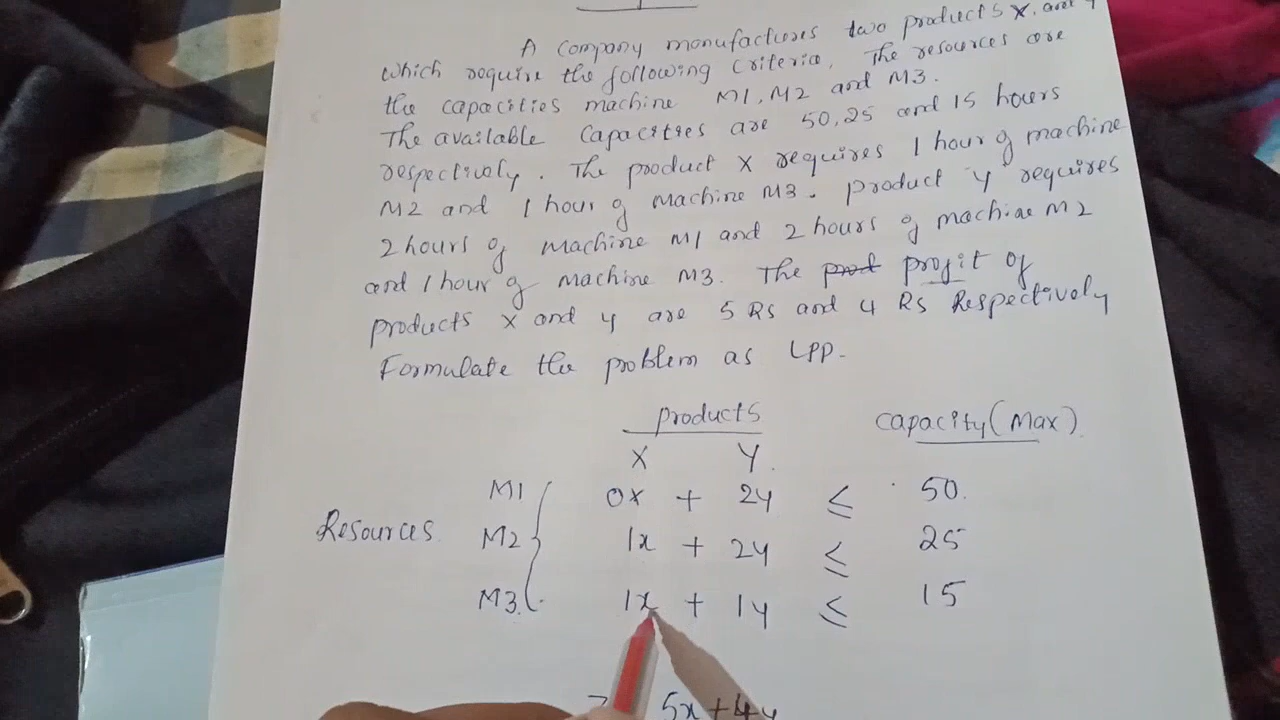 A company manufactures two products X, and Y
which require the following criteria. The resources are
the capacities machine M1, M2 and M3.
The available capacities are 50, 25 and 15 hours
respectively. The product X requires 1 hour of machine
M2 and 1 hour of machine M3. product y requires
2 hours of machine M1 and 2 hours of machine M2
and 1 hour of machine M3. The prod profit of
products X and y are 5 RS and 4 RS Respectively
Formulate the problem as LPP.
products capacity (Max).
X Y.
M1 0x + 2y ≤ 50.
Resources. M2 1x + 2y ≤ 25
M3. 1x + 1y ≤ 15
5x + 4y